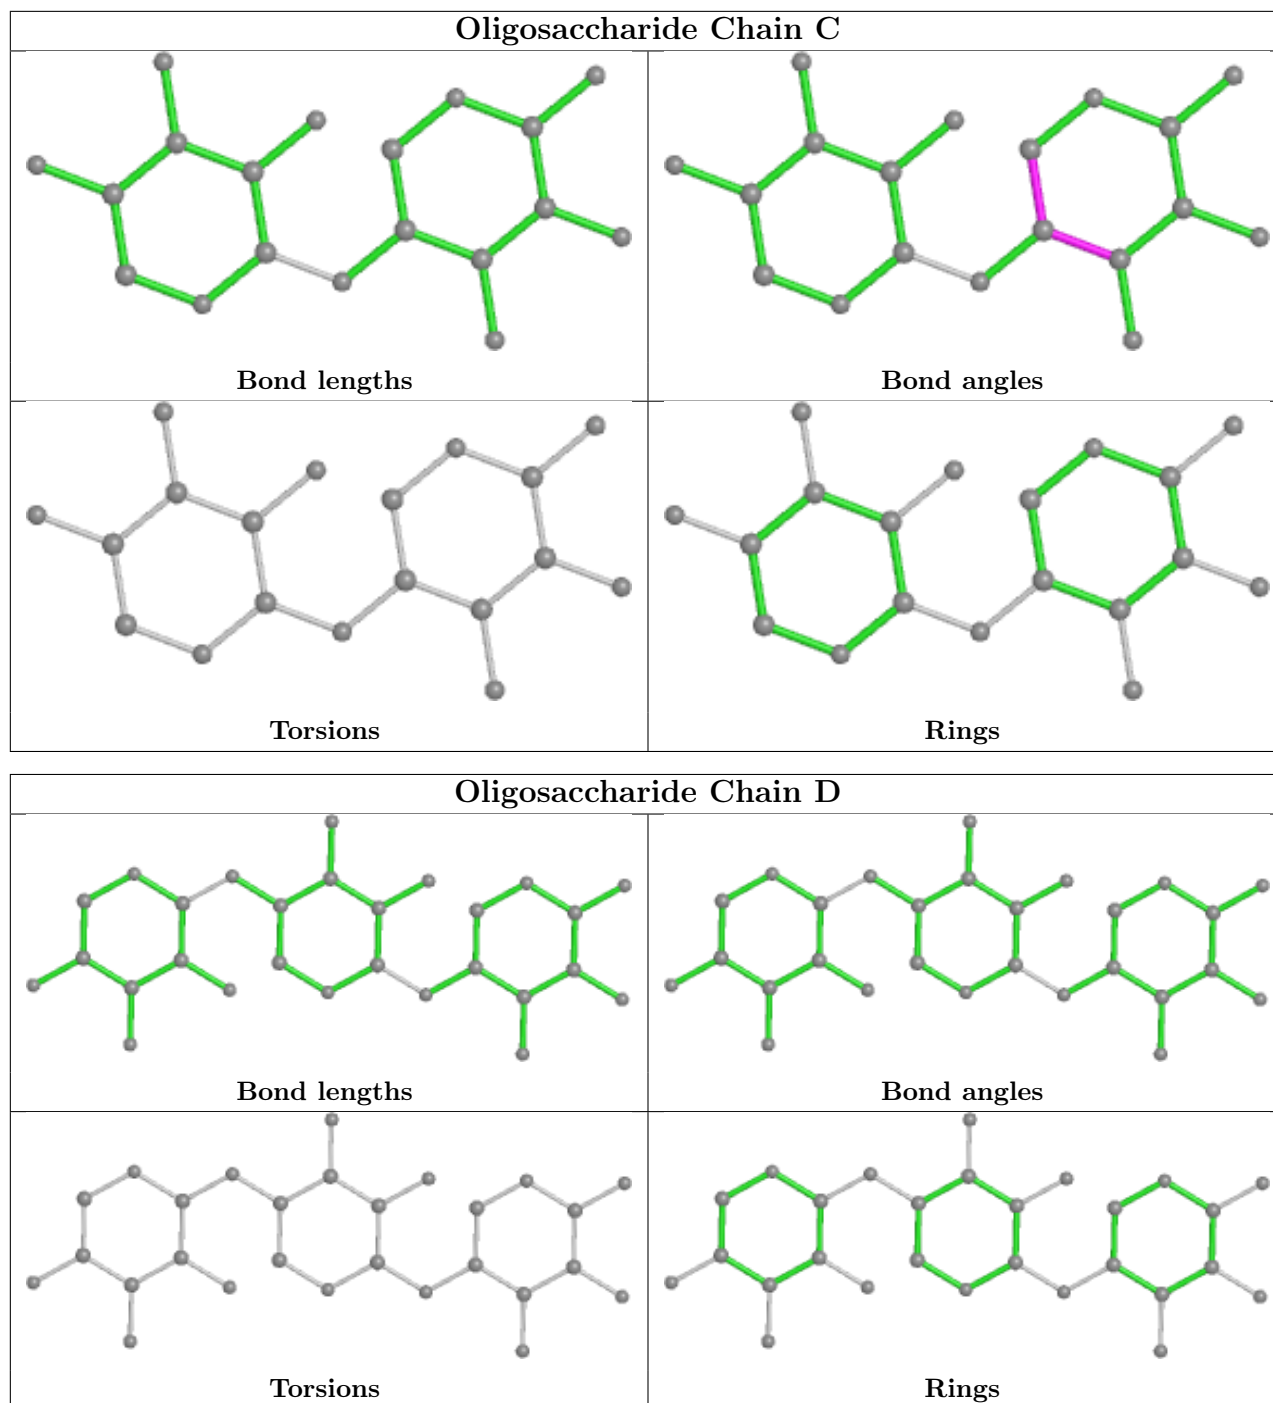 Oligosaccharide Chain C
Bond lengths
Bond angles
Torsions
Rings
Oligosaccharide Chain D
Bond lengths
Bond angles
Torsions
Rings